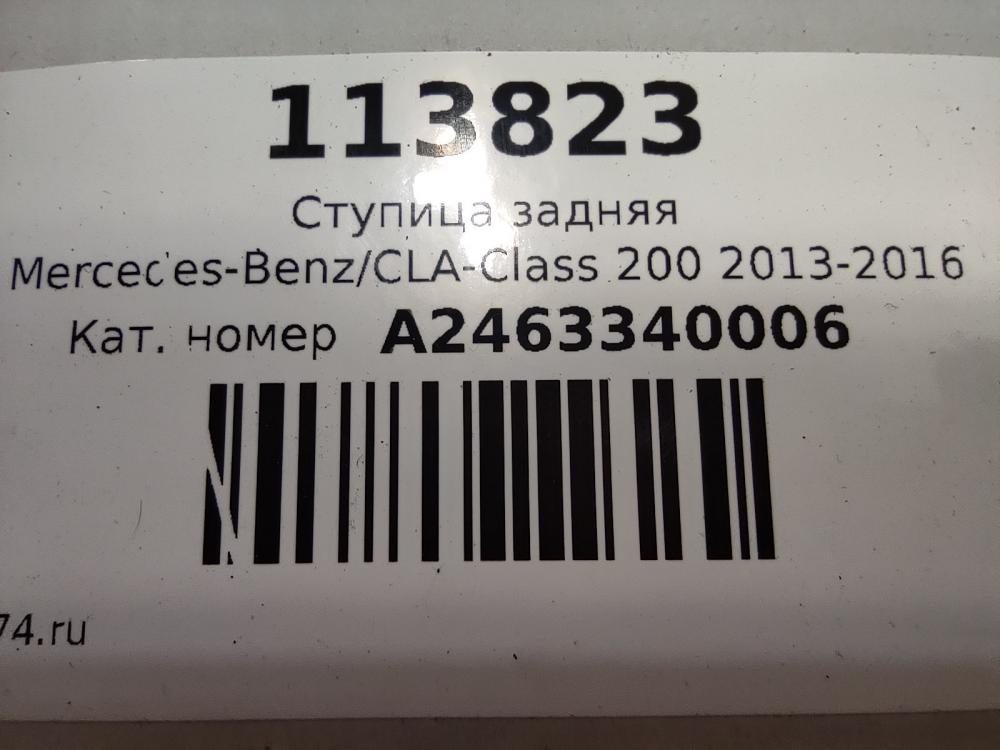 113823
Ступица задняя
Mercedes-Benz/CLA-Class 200 2013-2016
Кат. номер A2463340006
74.ru